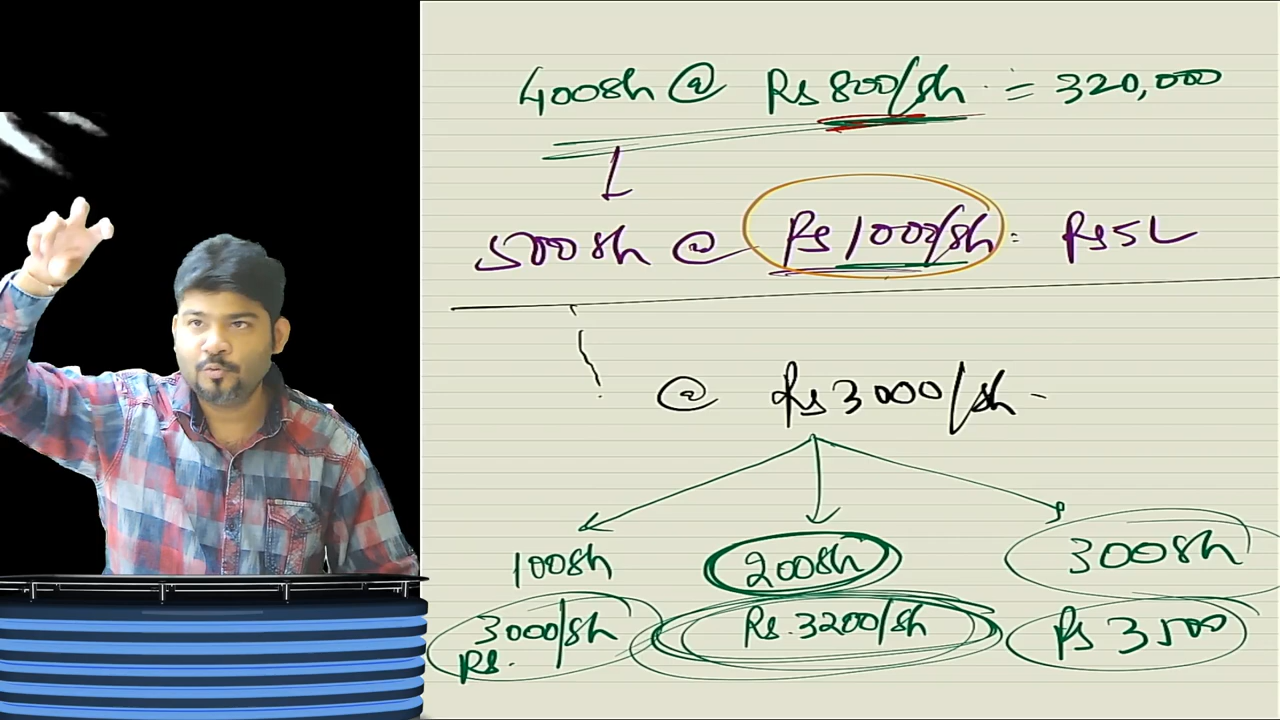 400sh @ Rs 800/sh = 320,000
500sh @ Rs 1000/sh = Rs 5L
@ Rs 3000/sh
100sh 200sh 300sh
3000/sh Rs. 3200/sh Rs 3500
Rs.